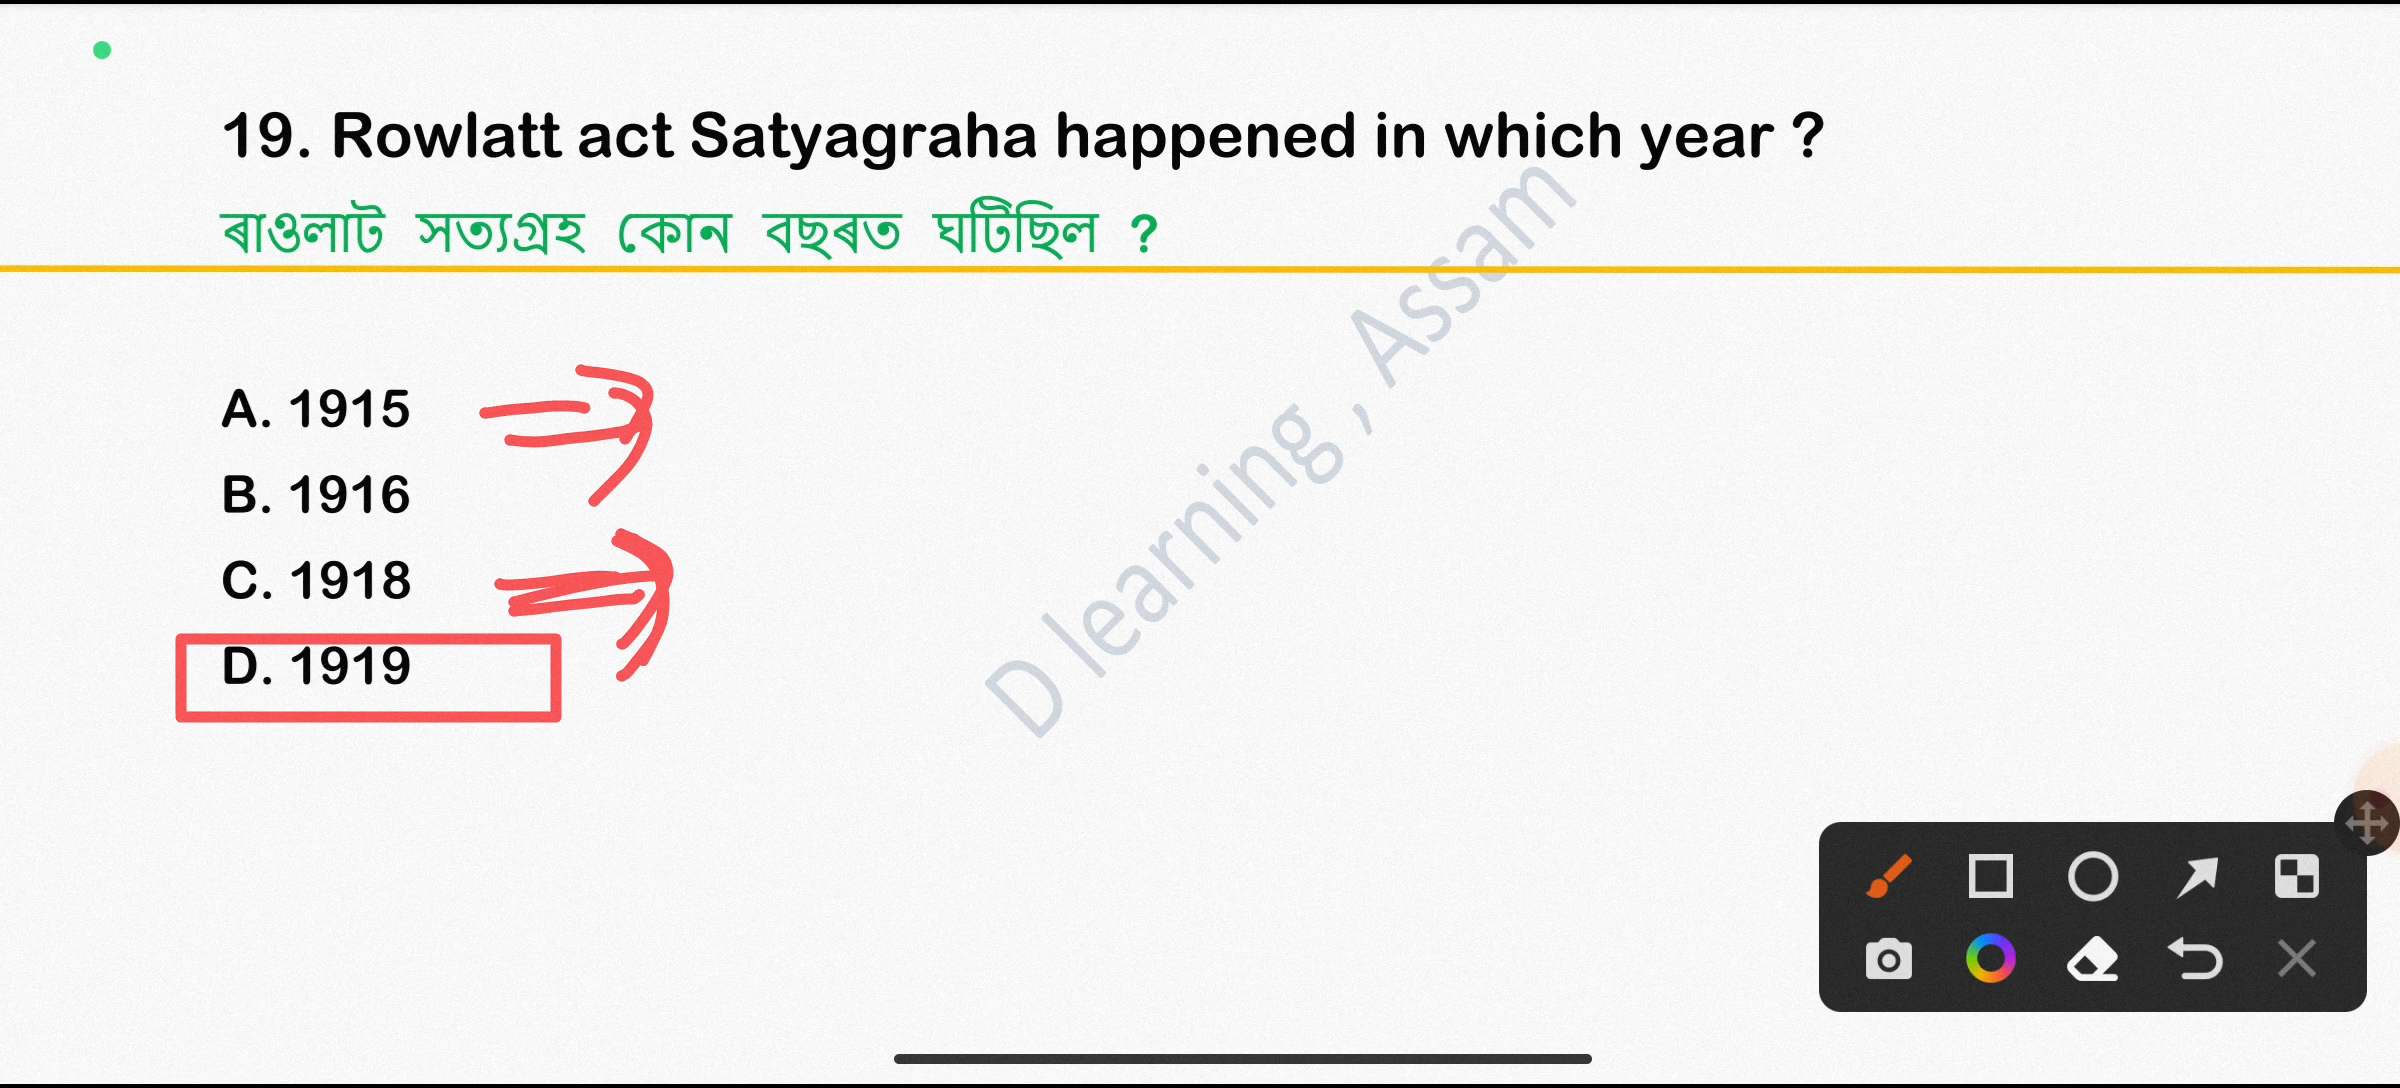 19. Rowlatt act Satyagraha happened in which year ?
ৰাওলাট সত্যগ্ৰহ কোন বছৰত ঘটিছিল ?
A. 1915
B. 1916
C. 1918
D. 1919
D learning , Assam